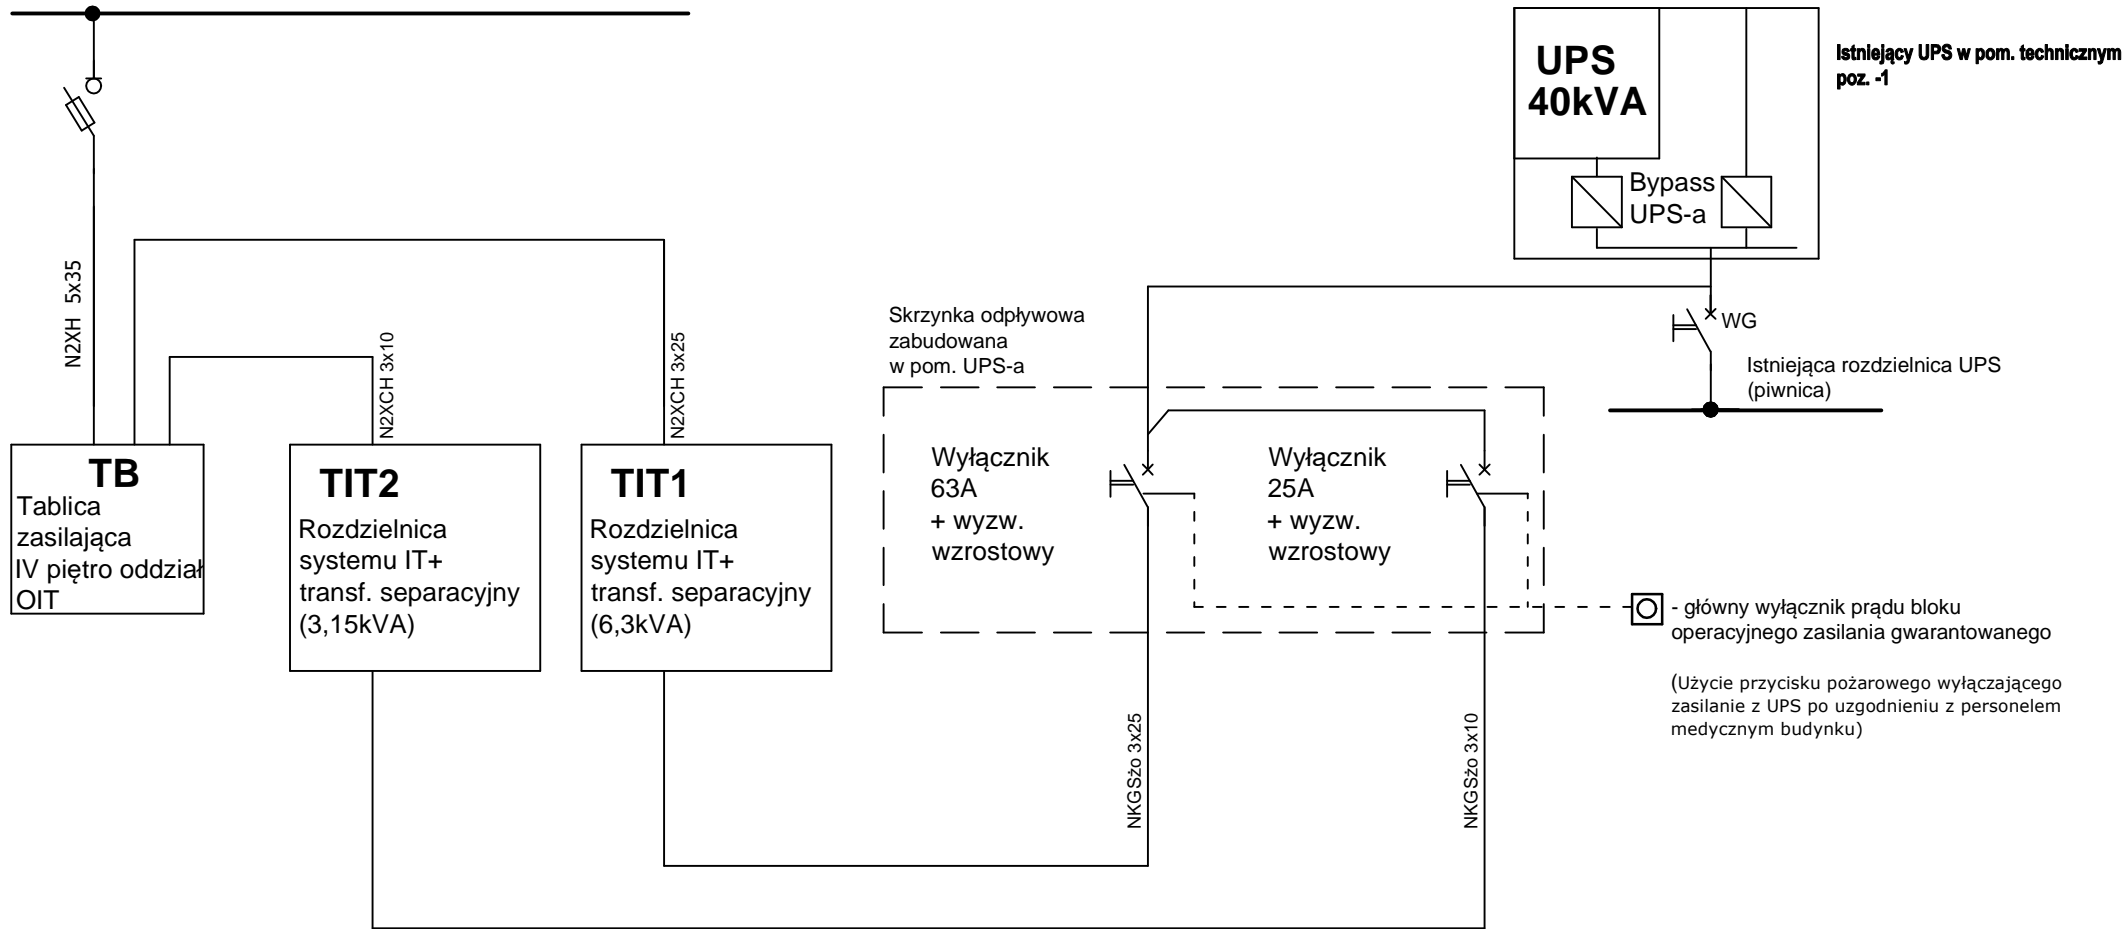 UPS
40kVA
Istniejący UPS w pom. technicznym
poz. -1
Bypass
UPS-a
WG
Istniejąca rozdzielnica UPS
(piwnica)
N2XH 5x35
N2XCH 3x10
N2XCH 3x25
Skrzynka odpływowa
zabudowana
w pom. UPS-a
TB
Tablica
zasilająca
IV piętro oddział
OIT
TIT2
Rozdzielnica
systemu IT+
transf. separacyjny
(3,15kVA)
TIT1
Rozdzielnica
systemu IT+
transf. separacyjny
(6,3kVA)
Wyłącznik
63A
+ wyzw.
wzrostowy
Wyłącznik
25A
+ wyzw.
wzrostowy
- główny wyłącznik prądu bloku
operacyjnego zasilania gwarantowanego
(Użycie przycisku pożarowego wyłączającego
zasilanie z UPS po uzgodnieniu z personelem
medycznym budynku)
NKGSżo 3x25
NKGSżo 3x10